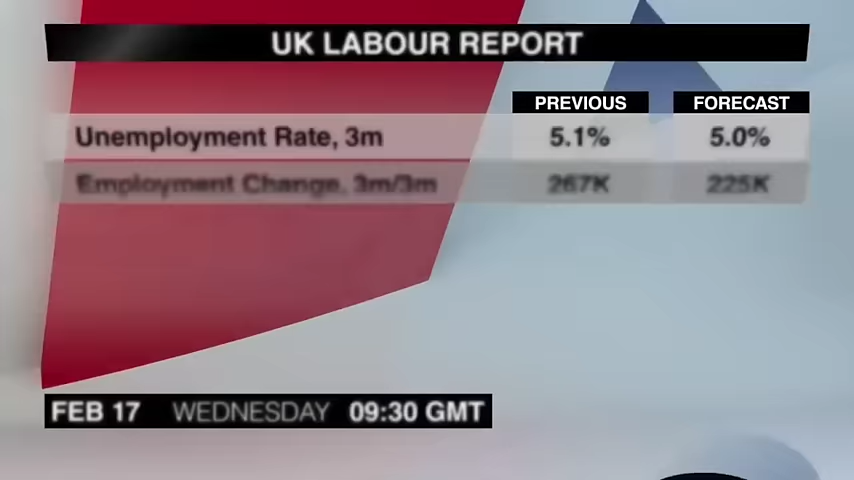 UK LABOUR REPORT
PREVIOUS FORECAST
Unemployment Rate, 3m 5.1% 5.0%
Employment Change, 3m/3m 267K 225K
FEB 17 WEDNESDAY 09:30 GMT